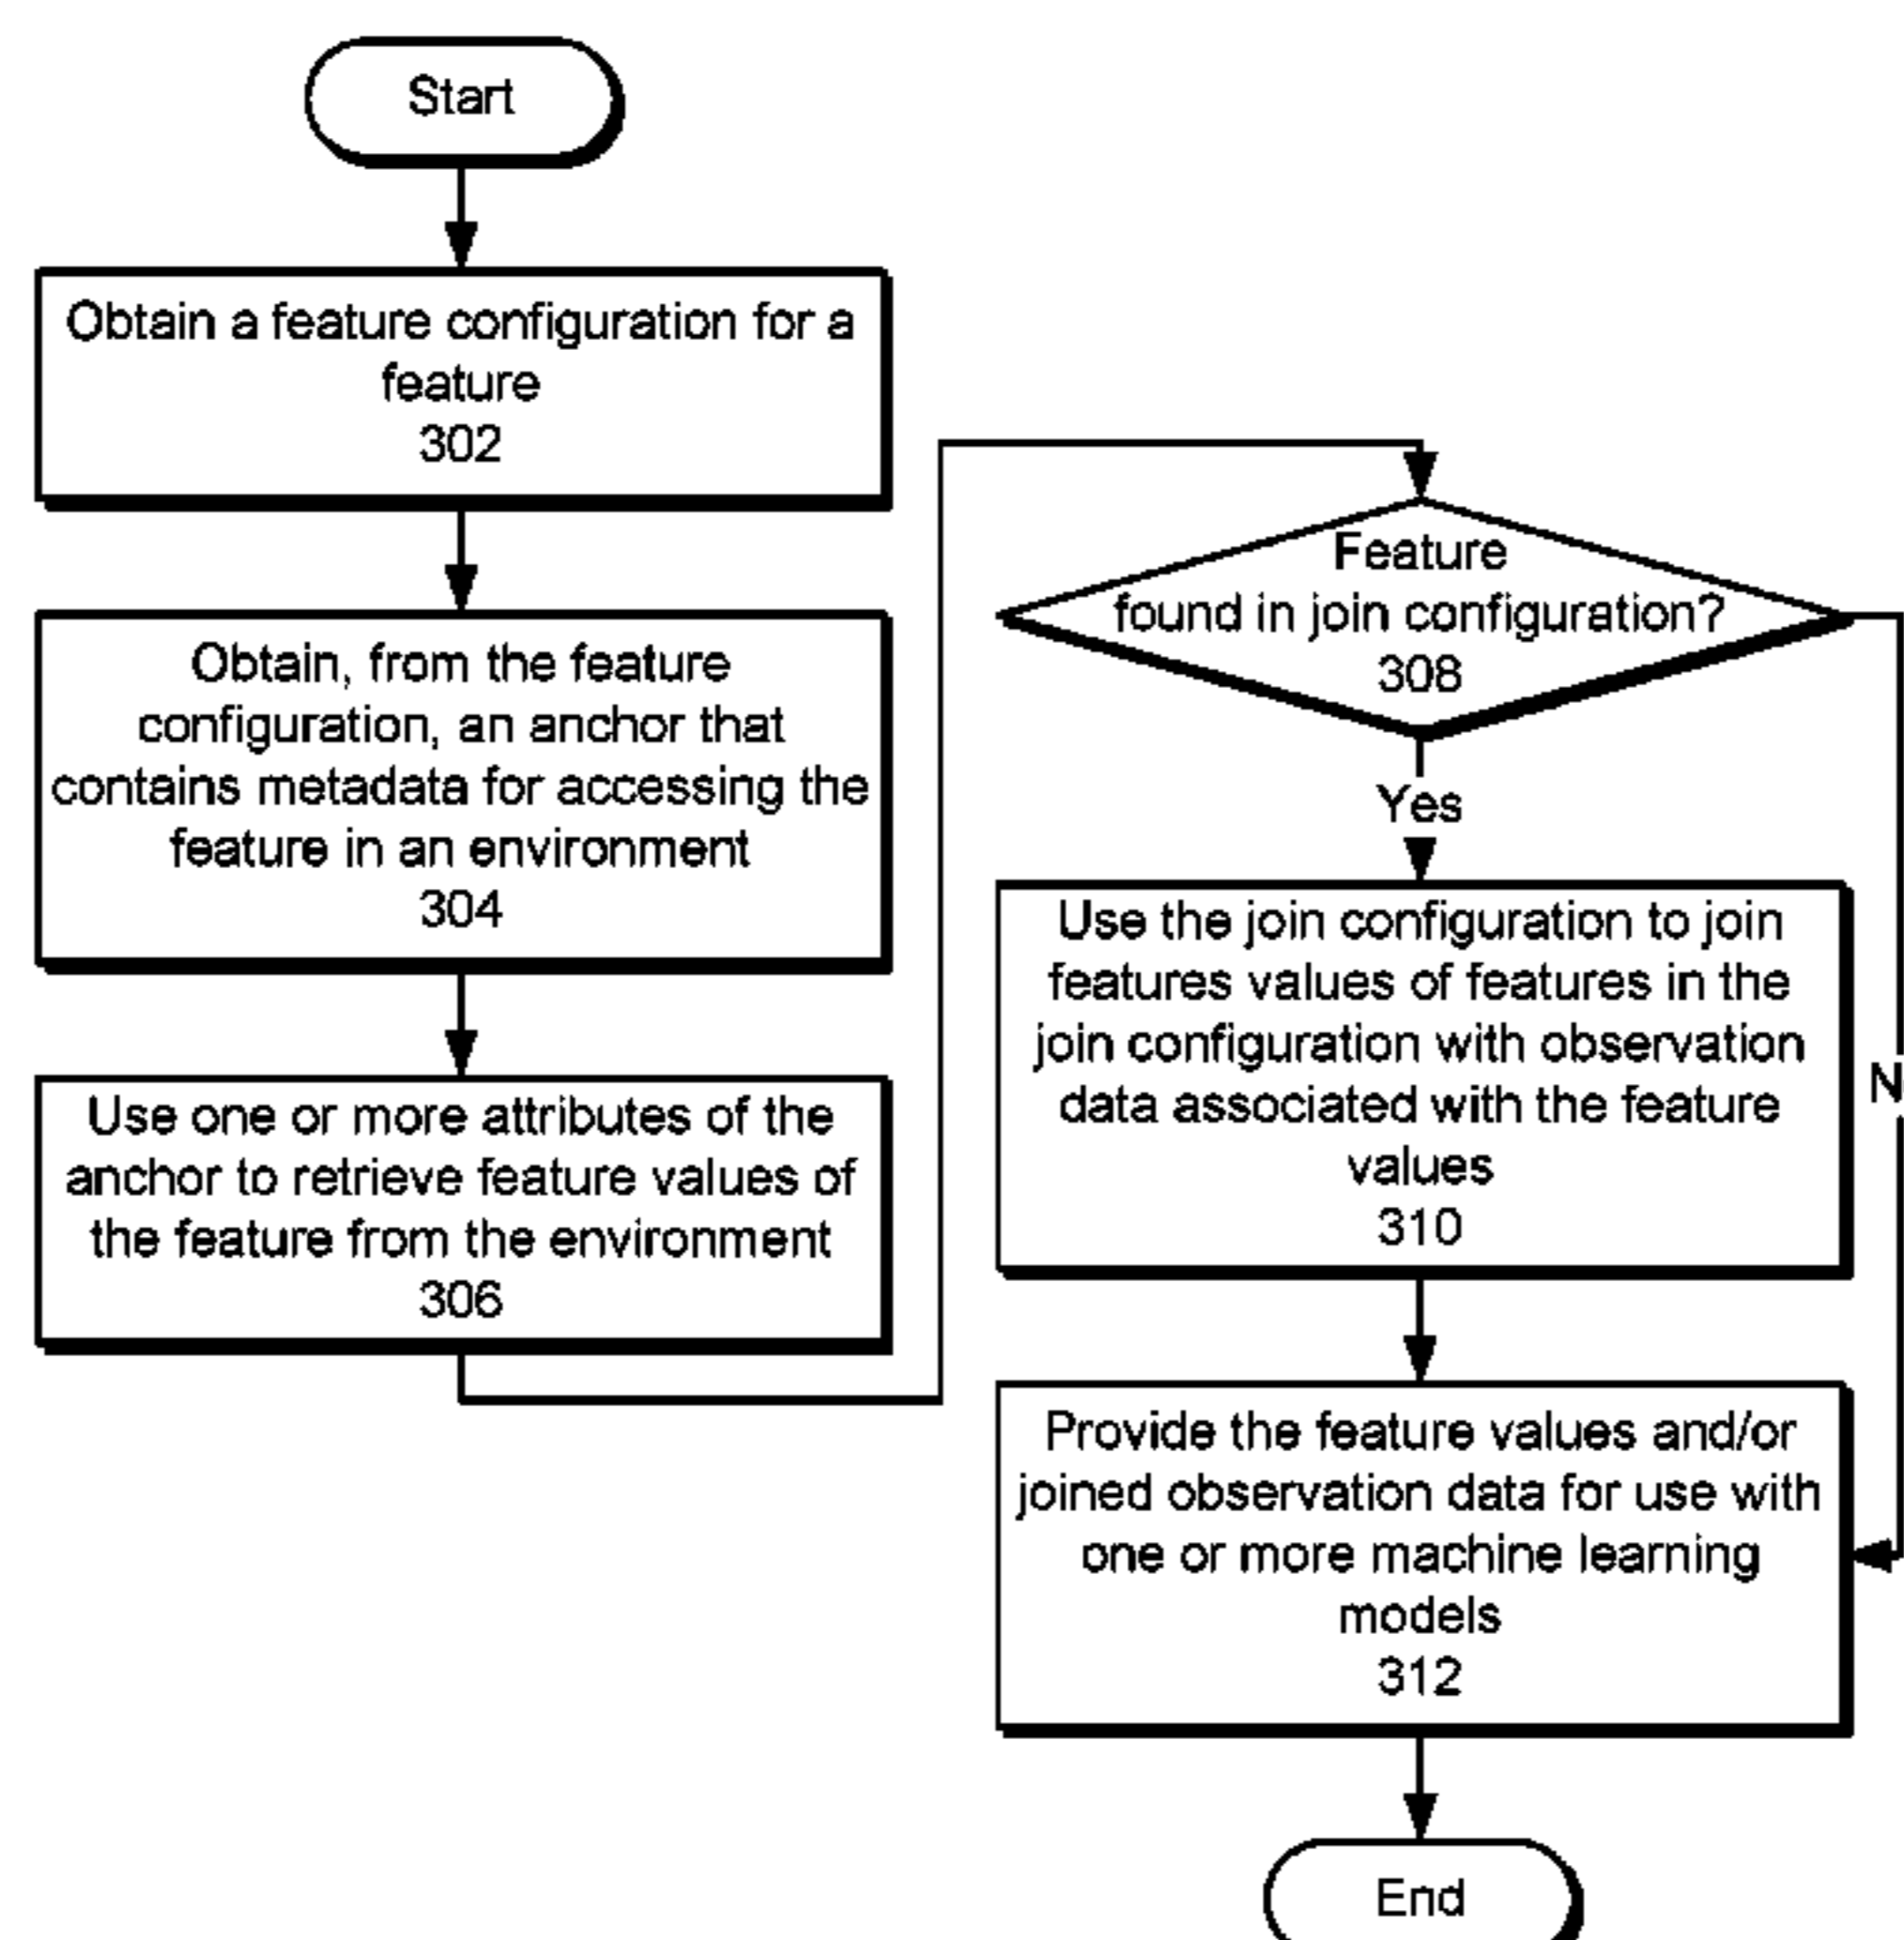 Start
Obtain a feature configuration for a
feature
302
Obtain, from the feature
configuration, an anchor that
contains metadata for accessing the
feature in an environment
304
Use one or more attributes of the
anchor to retrieve feature values of
the feature from the environment
306
Feature
found in join configuration?
308
Yes
N
Use the join configuration to join
features values of features in the
join configuration with observation
data associated with the feature
values
310
Provide the feature values and/or
joined observation data for use with
one or more machine learning
models
312
End